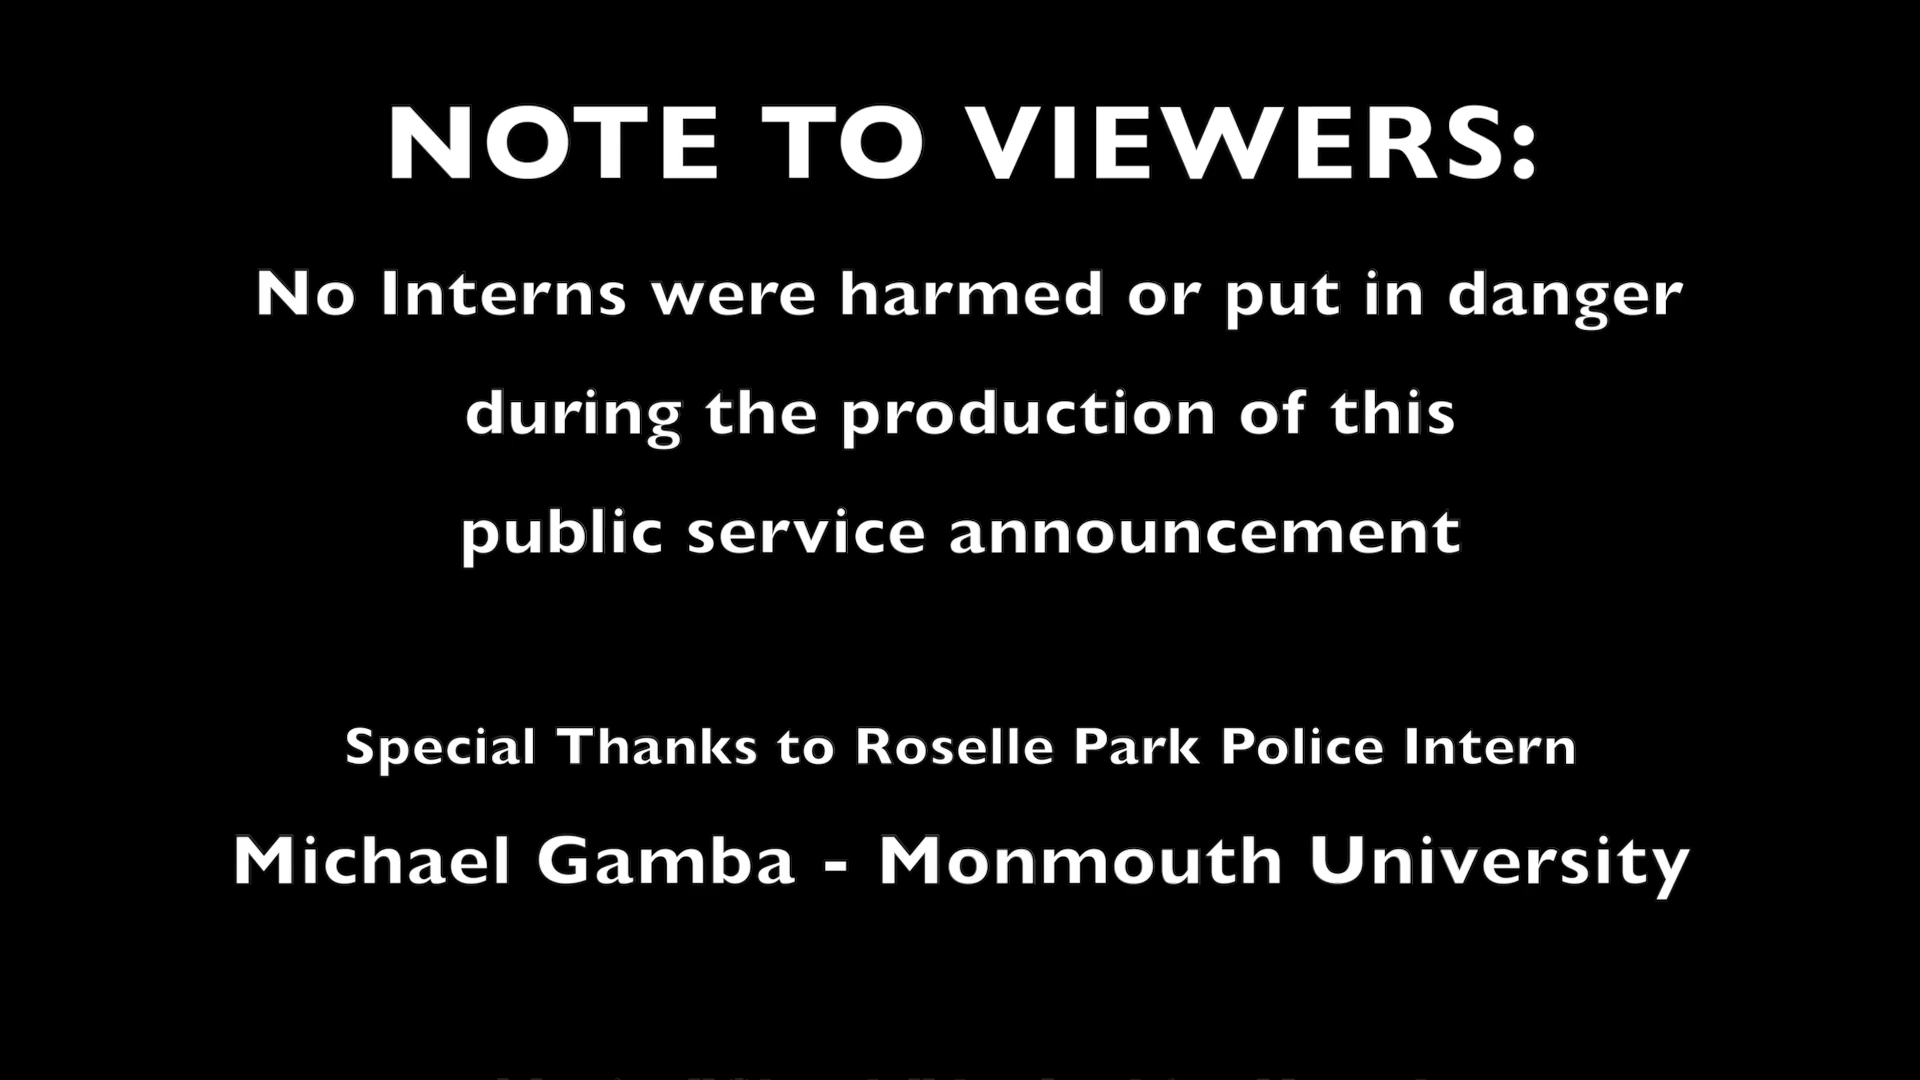 NOTE TO VIEWERS:
No Interns were harmed or put in danger
during the production of this
public service announcement
Special Thanks to Roselle Park Police Intern
Michael Gamba - Monmouth University